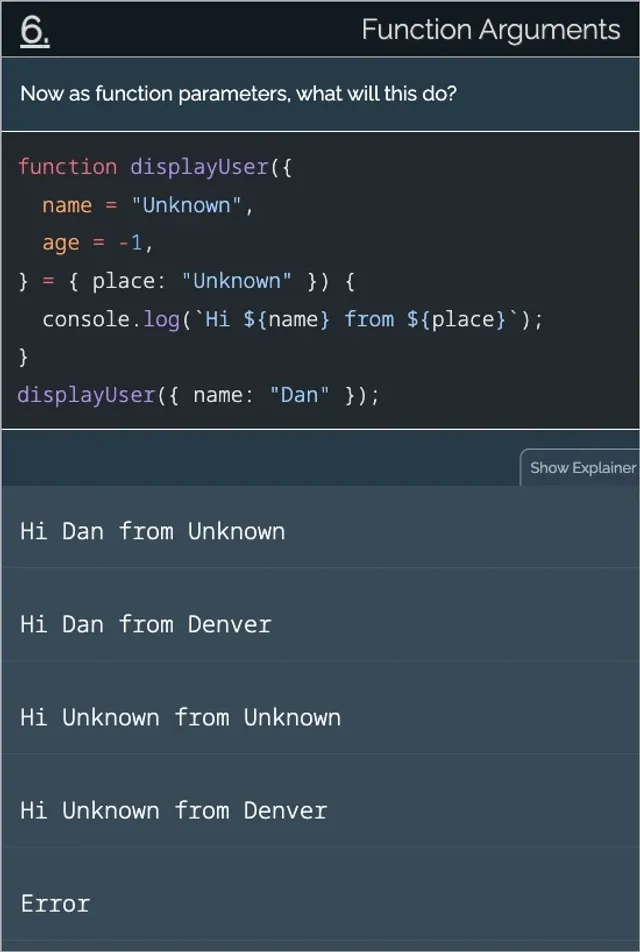 6.
Function Arguments
Now as function parameters, what will this do?
function displayUser({
  name = "Unknown",
  age = -1,
} = { place: "Unknown" }) {
  console.log(`Hi ${name} from ${place}`);
}
displayUser({ name: "Dan" });
Show Explainer
Hi Dan from Unknown
Hi Dan from Denver
Hi Unknown from Unknown
Hi Unknown from Denver
Error